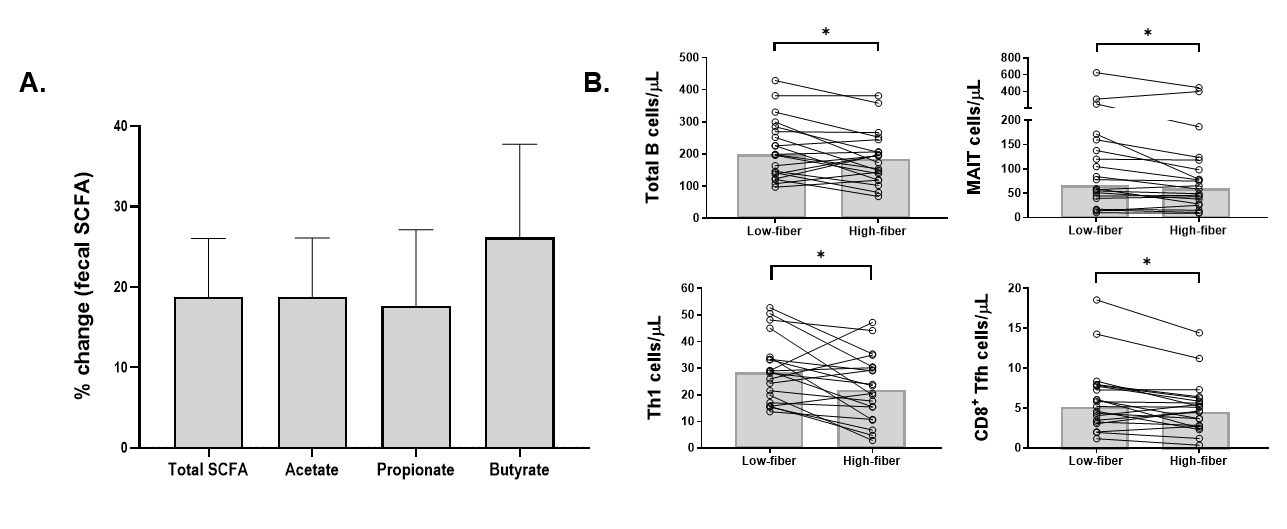 A.
% change (fecal SCFA)
40
30
20
10
0
Total SCFA
Acetate
Propionate
Butyrate
B.
Total B cells/µL
500
400
300
200
100
0
*
Low-fiber
High-fiber
MAIT cells/µL
800
600
400
200
150
100
50
0
*
Low-fiber
High-fiber
Th1 cells/µL
60
50
40
30
20
10
0
*
Low-fiber
High-fiber
CD8⁺ Tfh cells/µL
20
15
10
5
0
*
Low-fiber
High-fiber